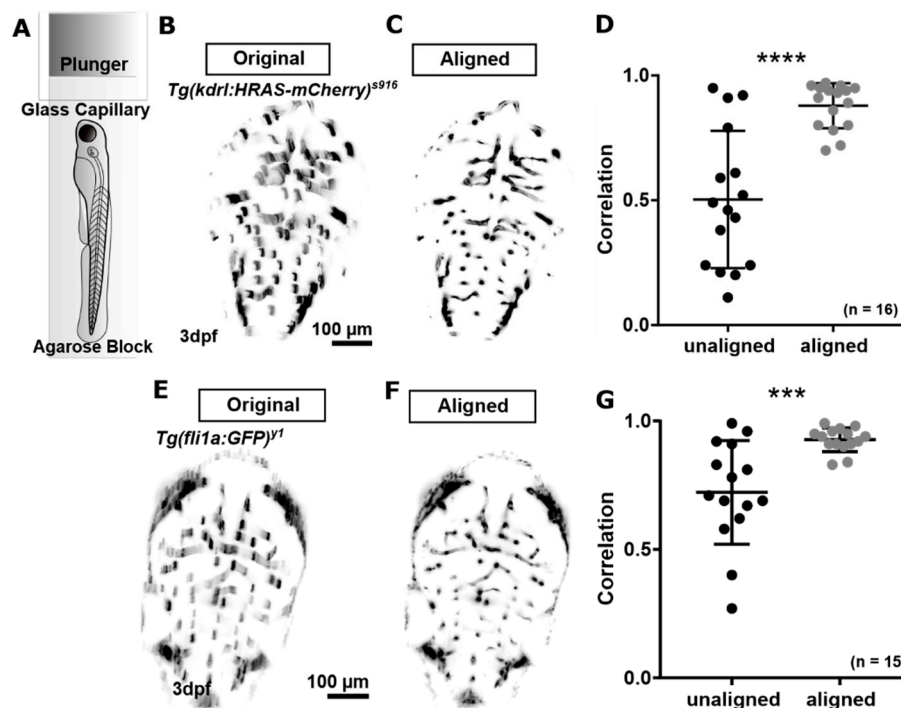 A
Plunger
Glass Capillary
Agarose Block
B
Original
Tg(kdrl:HRAS-mCherry)s916
3dpf
100 μm
C
Aligned
D
****
Correlation
1.0
0.5
0.0
(n = 16)
unaligned
aligned
E
Original
Tg(fli1a:GFP)y1
3dpf
100 μm
F
Aligned
G
***
Correlation
1.0
0.5
0.0
(n = 15
unaligned
aligned